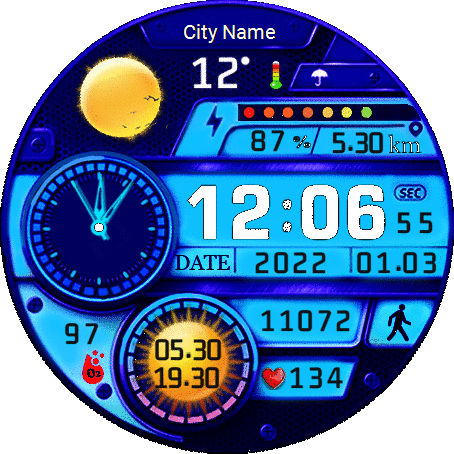 City Name
12°
87 % 5.30 km
12:06 SEC 55
DATE 2022 01.03
11072
97
O₂
05.30
19.30
134